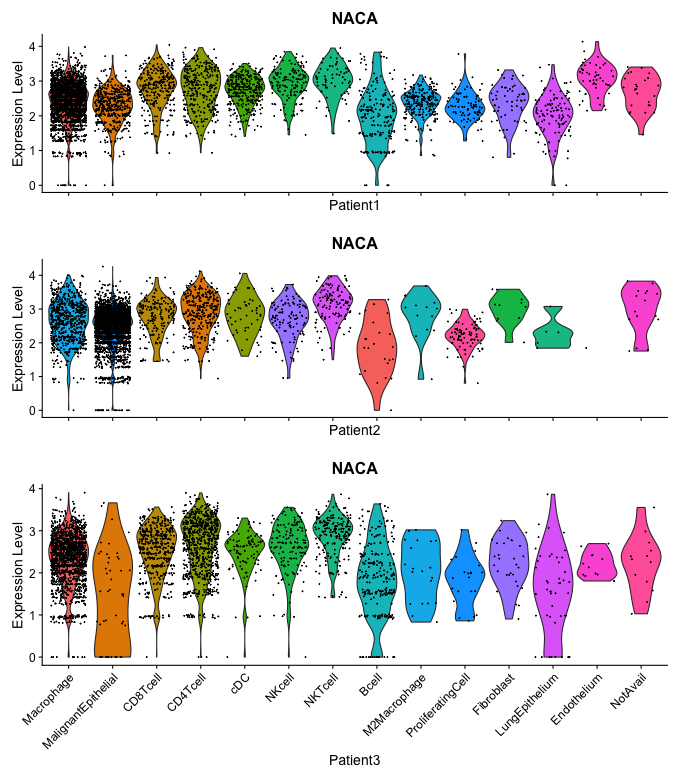 NACA
Expression Level
4
3
2
1
0
Patient1
NACA
Expression Level
4
3
2
1
0
Patient2
NACA
Expression Level
4
3
2
1
0
Macrophage
MalignantEpithelial
CD8Tcell
CD4Tcell
cDC
NKcell
NKTcell
Bcell
M2Macrophage
ProliferatingCell
Fibroblast
LungEpithelium
Endothelium
NotAvail
Patient3